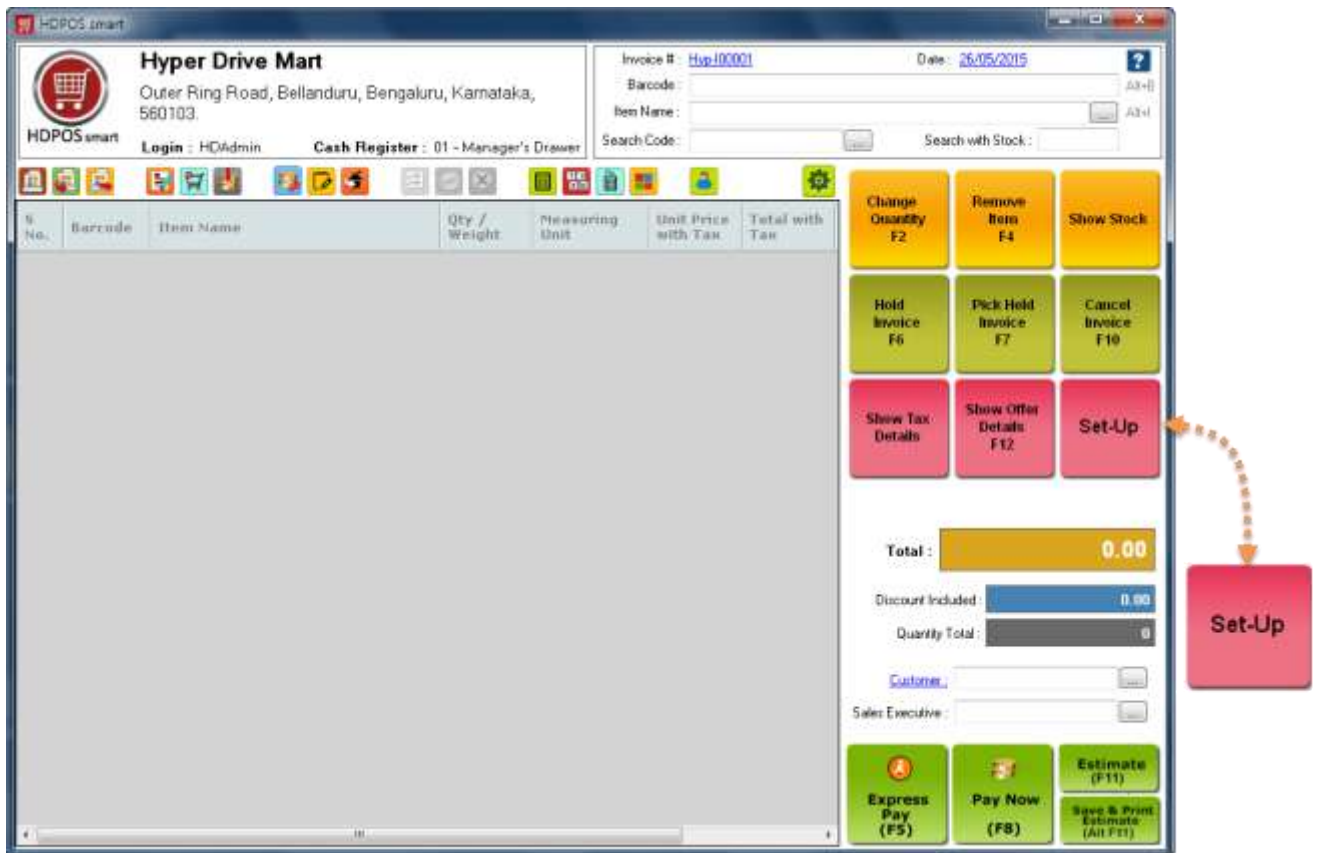 HDPOS smart
Hyper Drive Mart
Outer Ring Road, Bellanduru, Bengaluru, Karnataka,
560103.
HDPOS smart
Login : HDAdmin Cash Register : 01 - Manager's Drawer
Invoice # : Hyp-I00001 Date : 26/05/2015 ?
Barcode :
Item Name : ... Alt+I
Search Code : ... Search with Stock :
S No. Barcode Item Name Qty / Weight Measuring Unit Unit Price with Tax Total with Tax
Change
Quantity
F2
Remove
Item
F4
Show Stock
Hold
Invoice
F6
Pick Held
Invoice
F7
Cancel
Invoice
F10
Show Tax
Details
Show Offer
Details
F12
Set-Up
Total : 0.00
Discount Included : 0.00
Quantity Total : 0
Customer : ...
Sales Executive : ...
Express
Pay
(F5)
Pay Now
(F8)
Estimate
(F11)
Save & Print
Estimate
(Alt F11)
Set-Up